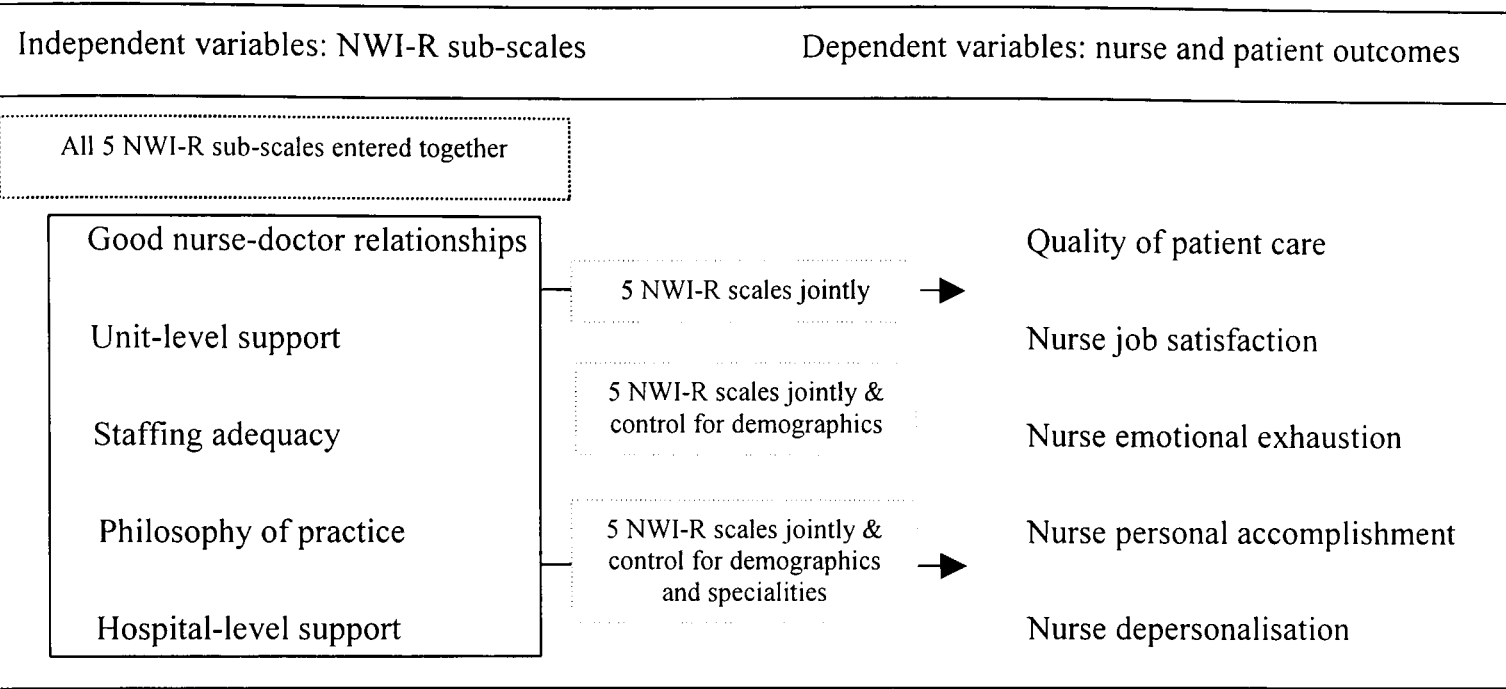 Independent variables: NWI-R sub-scales
Dependent variables: nurse and patient outcomes
All 5 NWI-R sub-scales entered together
Good nurse-doctor relationships
Unit-level support
Staffing adequacy
Philosophy of practice
Hospital-level support
5 NWI-R scales jointly
5 NWI-R scales jointly &
control for demographics
5 NWI-R scales jointly &
control for demographics
and specialities
Quality of patient care
Nurse job satisfaction
Nurse emotional exhaustion
Nurse personal accomplishment
Nurse depersonalisation